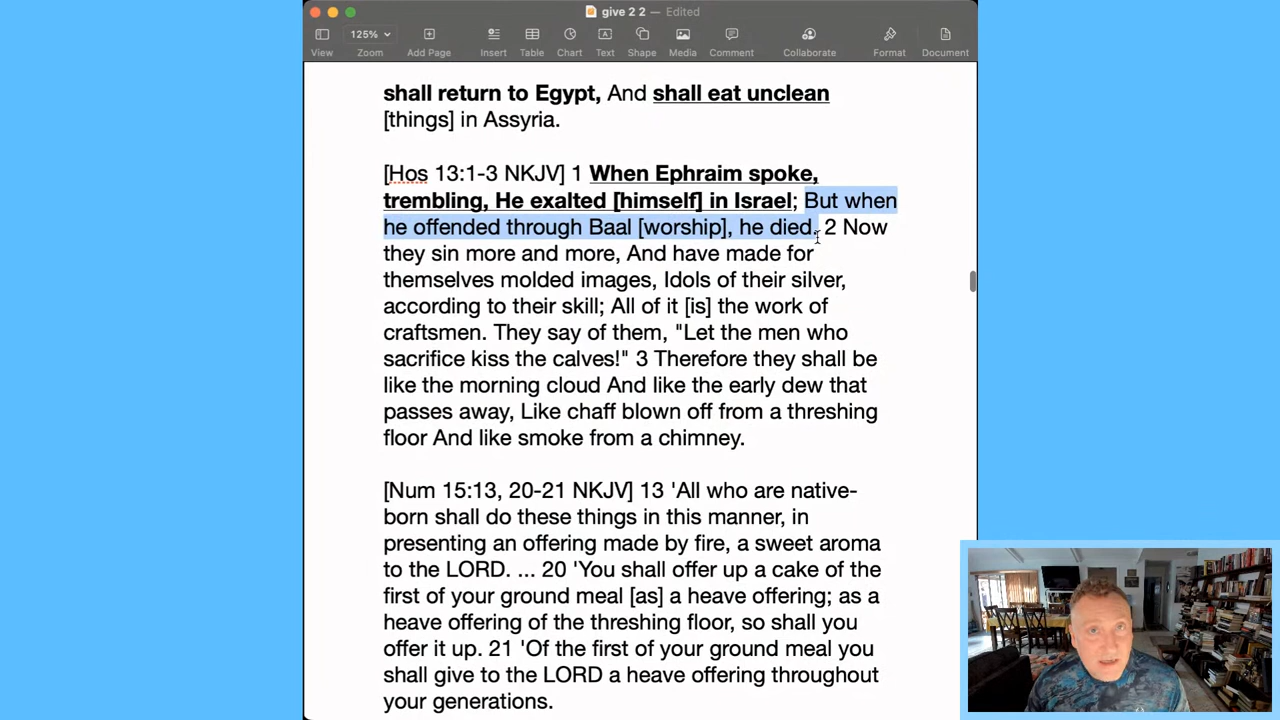 give 2 2 — Edited
125%
View Zoom Add Page Insert Table Chart Text Shape Media Comment Collaborate Format Document
shall return to Egypt, And shall eat unclean
[things] in Assyria.
[Hos 13:1-3 NKJV] 1 When Ephraim spoke,
trembling, He exalted [himself] in Israel; But when
he offended through Baal [worship], he died. 2 Now
they sin more and more, And have made for
themselves molded images, Idols of their silver,
according to their skill; All of it [is] the work of
craftsmen. They say of them, "Let the men who
sacrifice kiss the calves!" 3 Therefore they shall be
like the morning cloud And like the early dew that
passes away, Like chaff blown off from a threshing
floor And like smoke from a chimney.
[Num 15:13, 20-21 NKJV] 13 'All who are native-
born shall do these things in this manner, in
presenting an offering made by fire, a sweet aroma
to the LORD. ... 20 'You shall offer up a cake of the
first of your ground meal [as] a heave offering; as a
heave offering of the threshing floor, so shall you
offer it up. 21 'Of the first of your ground meal you
shall give to the LORD a heave offering throughout
your generations.